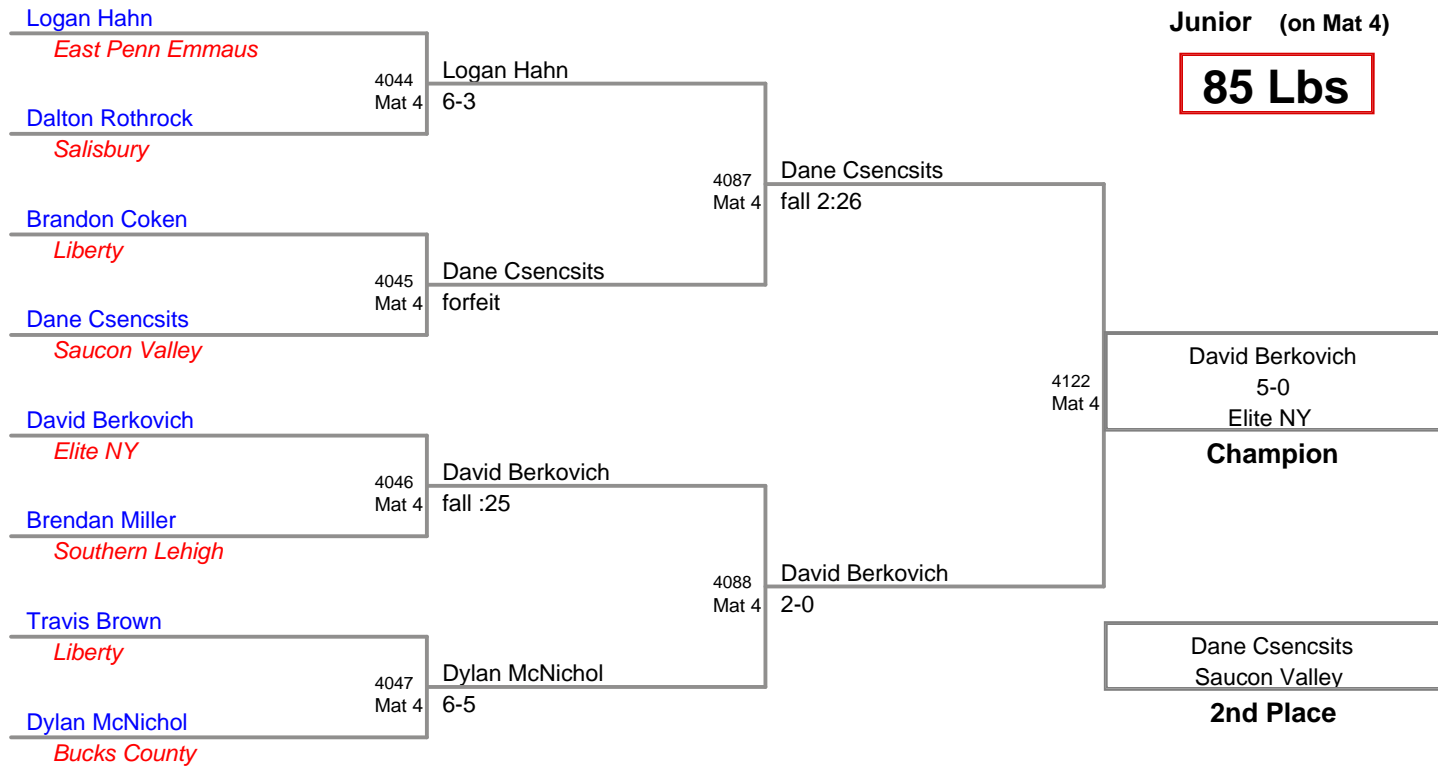 Logan Hahn
East Penn Emmaus
4044
Mat 4
Logan Hahn
6-3
Dalton Rothrock
Salisbury
4087
Mat 4
Dane Csencsits
fall 2:26
Brandon Coken
Liberty
4045
Mat 4
Dane Csencsits
forfeit
Dane Csencsits
Saucon Valley
David Berkovich
Elite NY
4046
Mat 4
David Berkovich
fall :25
Brendan Miller
Southern Lehigh
4088
Mat 4
David Berkovich
2-0
Travis Brown
Liberty
4047
Mat 4
Dylan McNichol
6-5
Dylan McNichol
Bucks County
Junior (on Mat 4)
85 Lbs
4122
Mat 4
David Berkovich
5-0
Elite NY
Champion
Dane Csencsits
Saucon Valley
2nd Place